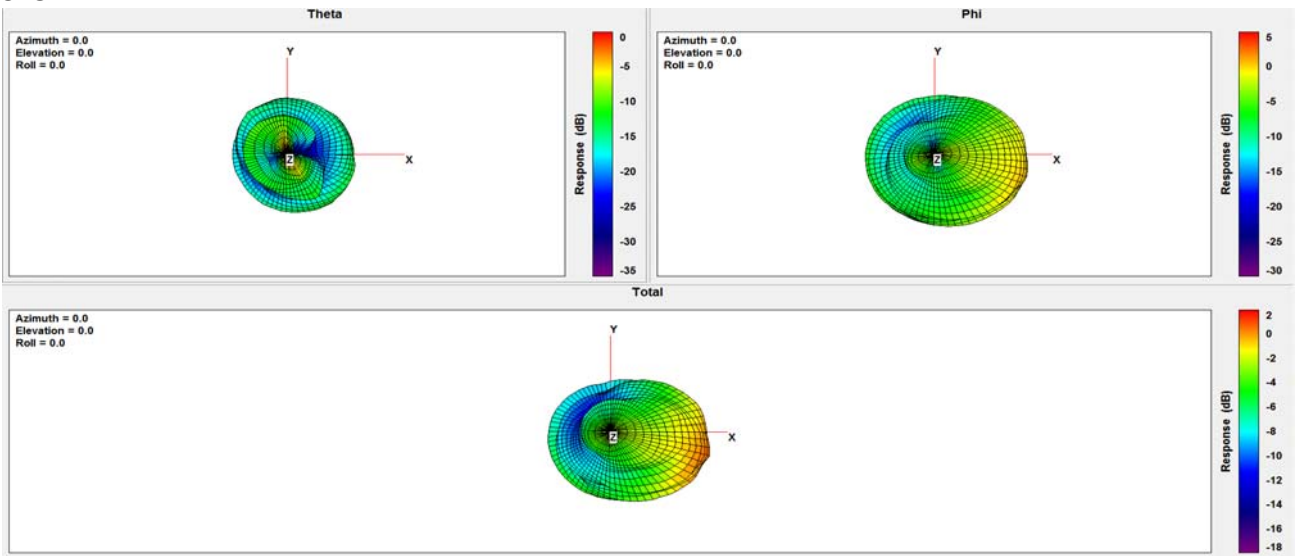 Theta
Azimuth = 0.0
Elevation = 0.0
Roll = 0.0
Y
X
Z
0
-5
-10
-15
-20
-25
-30
-35
Response (dB)
Phi
Azimuth = 0.0
Elevation = 0.0
Roll = 0.0
Y
X
Z
5
0
-5
-10
-15
-20
-25
-30
Response (dB)
Total
Azimuth = 0.0
Elevation = 0.0
Roll = 0.0
Y
X
Z
2
0
-2
-4
-6
-8
-10
-12
-14
-16
-18
Response (dB)